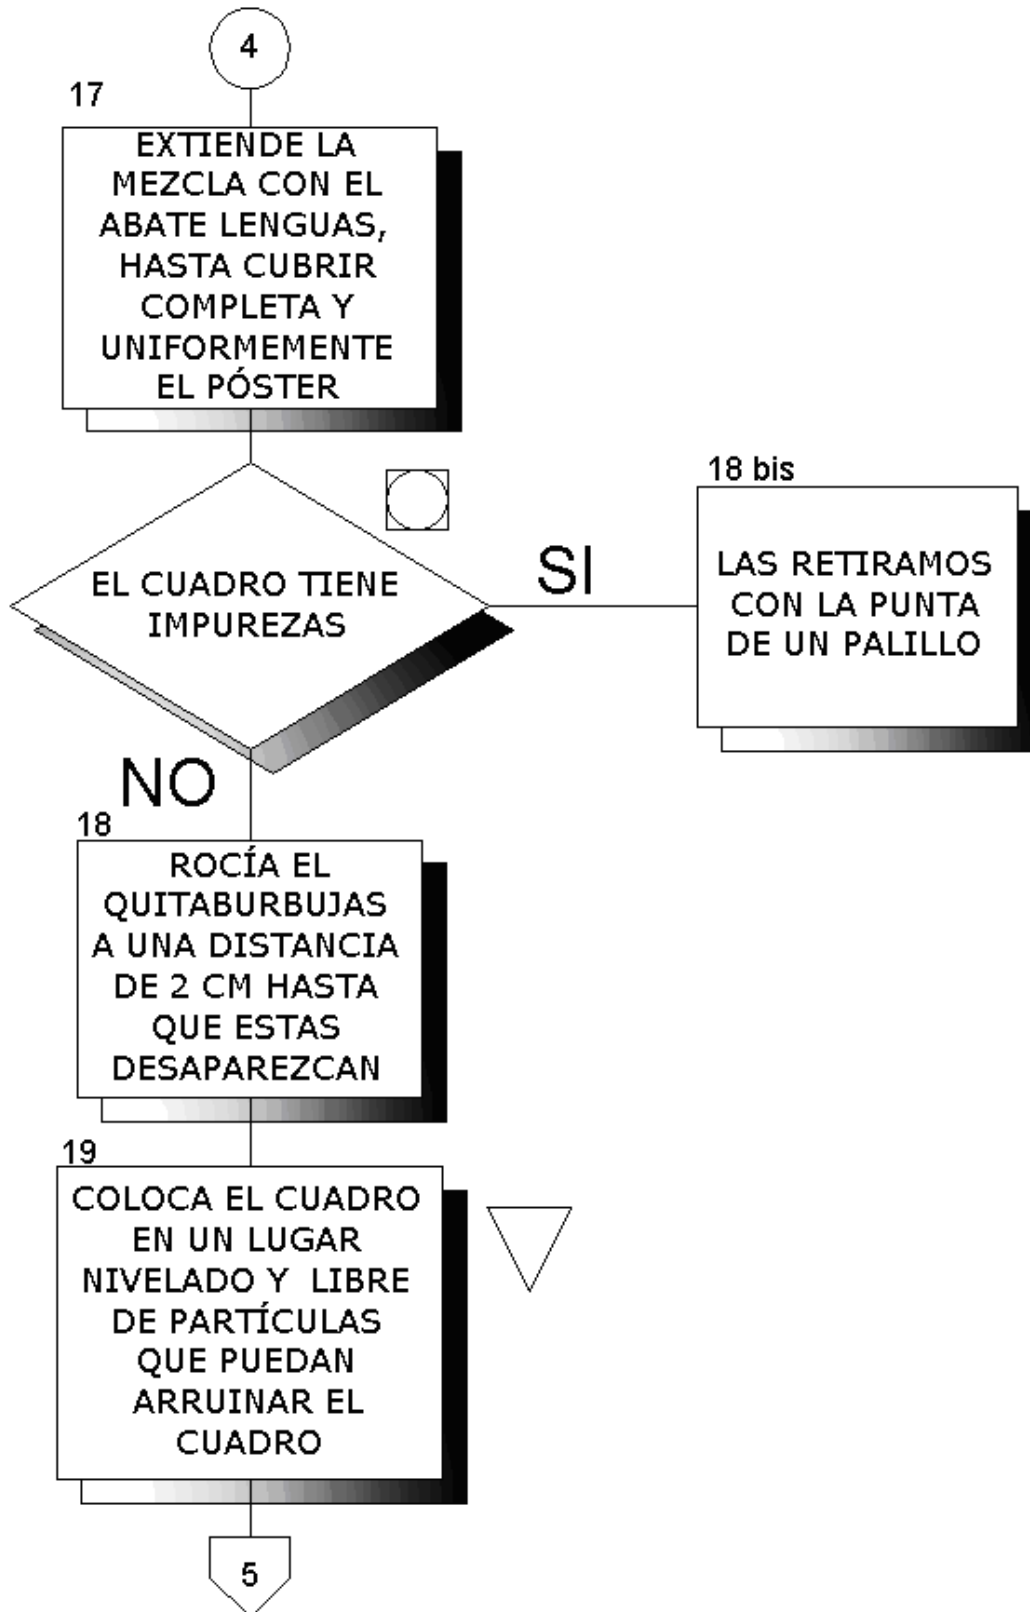 4
17
EXTIENDE LA
MEZCLA CON EL
ABATE LENGUAS,
HASTA CUBRIR
COMPLETA Y
UNIFORMEMENTE
EL PÓSTER
EL CUADRO TIENE
IMPUREZAS
SI
18 bis
LAS RETIRAMOS
CON LA PUNTA
DE UN PALILLO
NO
18
ROCÍA EL
QUITABURBUJAS
A UNA DISTANCIA
DE 2 CM HASTA
QUE ESTAS
DESAPAREZCAN
19
COLOCA EL CUADRO
EN UN LUGAR
NIVELADO Y LIBRE
DE PARTÍCULAS
QUE PUEDAN
ARRUINAR EL
CUADRO
5